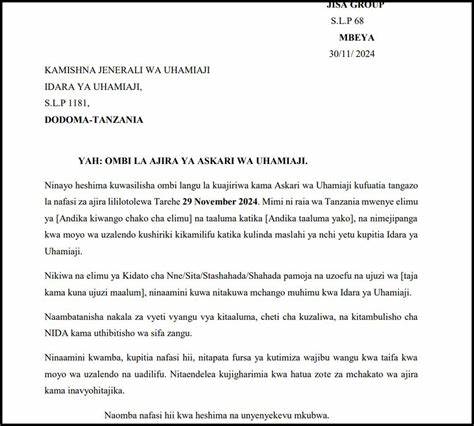 JISA GROUP
S.L.P 68
MBEYA
30/11/ 2024
KAMISHNA JENERALI WA UHAMIAJI
IDARA YA UHAMIAJI,
S.L.P 1181,
DODOMA-TANZANIA
YAH: OMBI LA AJIRA YA ASKARI WA UHAMIAJI.
Ninayo heshima kuwasilisha ombi langu la kuajiriwa kama Askari wa Uhamiaji kufuatia tangazo
la nafasi za ajira lililotolewa Tarehe 29 November 2024. Mimi ni raia wa Tanzania mwenye elimu
ya [Andika kiwango chako cha elimu] na taaluma katika [Andika taaluma yako], na nimejipanga
kwa moyo wa uzalendo kushiriki kikamilifu katika kulinda maslahi ya nchi yetu kupitia Idara ya
Uhamiaji.
Nikiwa na elimu ya Kidato cha Nne/Sita/Stashahada/Shahada pamoja na uzoefu na ujuzi wa [taja
kama kuna ujuzi maalum], ninaamini kuwa nitakuwa mchango muhimu kwa Idara ya Uhamiaji.
Naambatanisha nakala za vyeti vyangu vya kitaaluma, cheti cha kuzaliwa, na kitambulisho cha
NIDA kama uthibitisho wa sifa zangu.
Ninaamini kwamba, kupitia nafasi hii, nitapata fursa ya kutimiza wajibu wangu kwa taifa kwa
moyo wa uzalendo na uadilifu. Nitaendelea kujigharimia kwa hatua zote za mchakato wa ajira
kama inavyohitajika.
Naomba nafasi hii kwa heshima na unyenyekevu mkubwa.